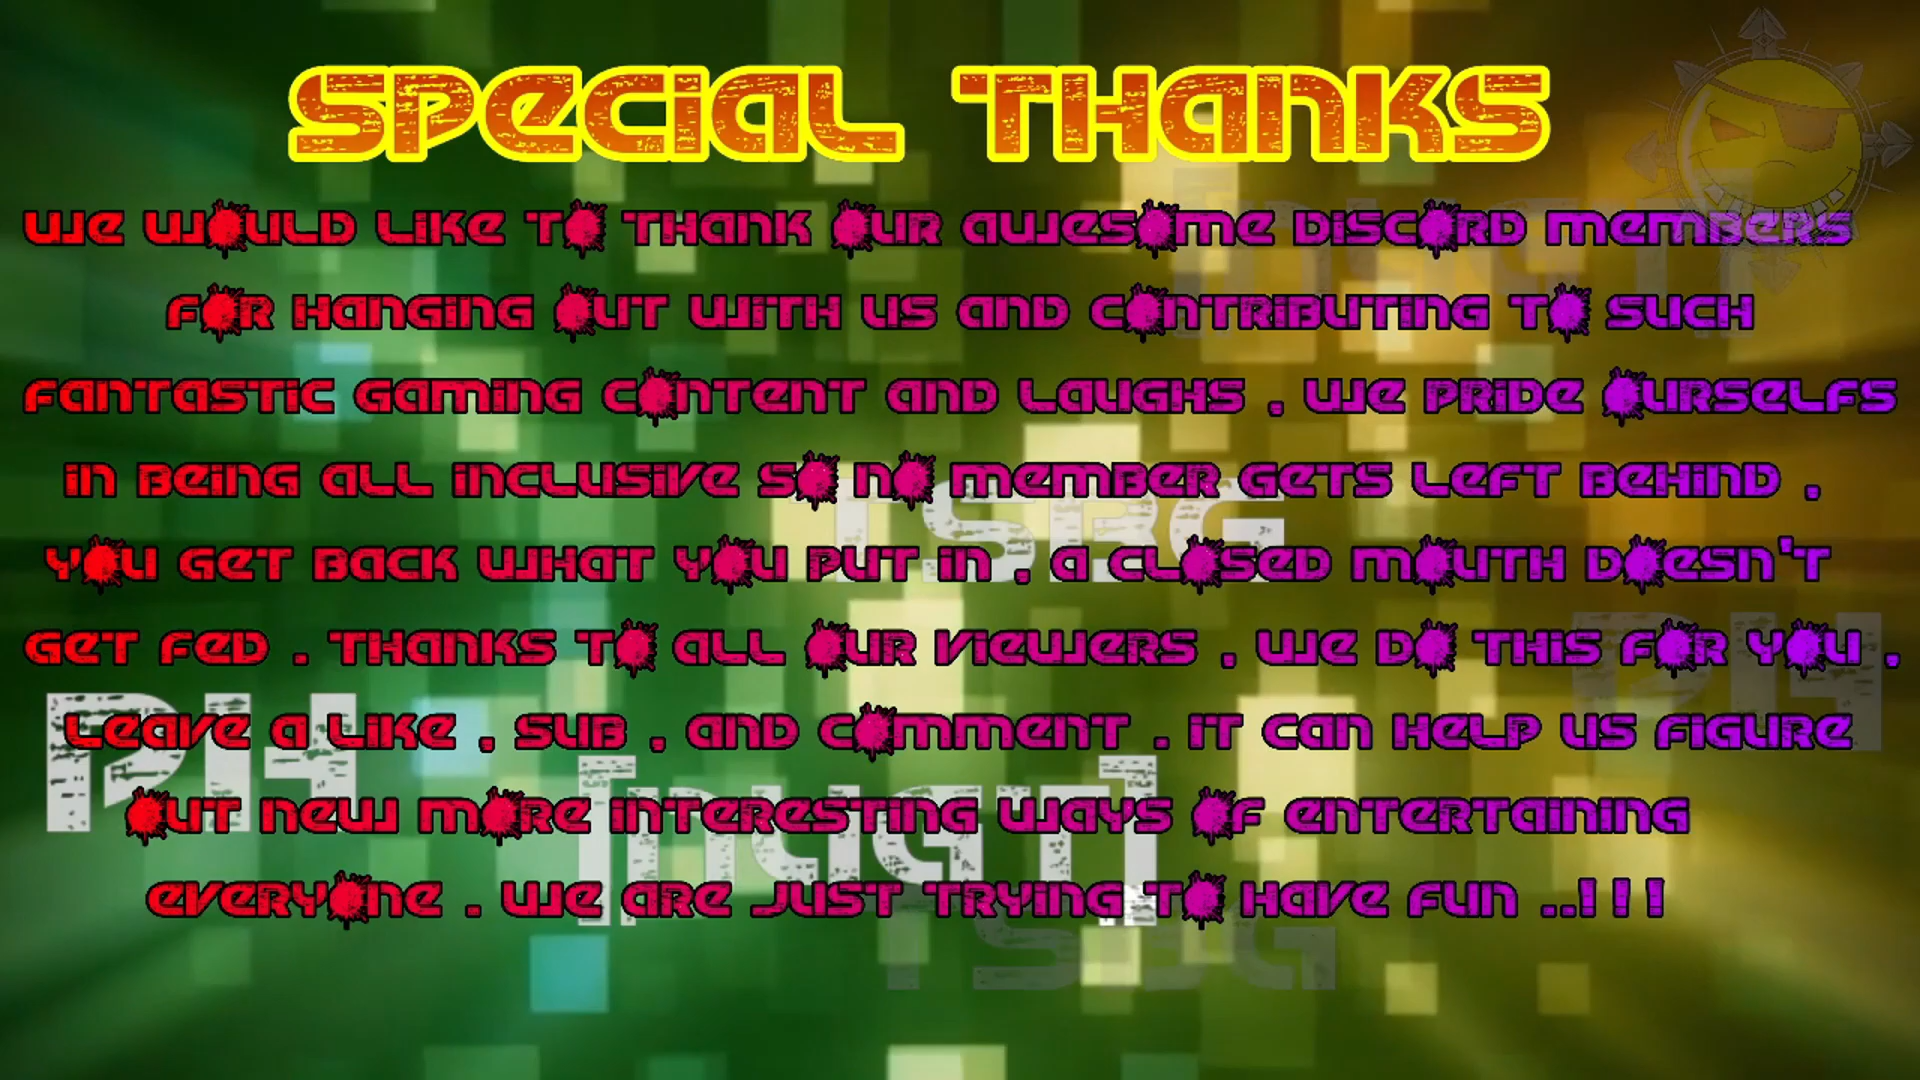 SPECIAL THANKS
WE WOULD LIKE TO THANK OUR AWESOME DISCORD MEMBERS
FOR HANGING OUT WITH US AND CONTRIBUTING TO SUCH
FANTASTIC GAMING CONTENT AND LAUGHS . WE PRIDE OURSELFS
IN BEING ALL INCLUSIVE SO NO MEMBER GETS LEFT BEHIND .
YOU GET BACK WHAT YOU PUT IN . A CLOSED MOUTH DOESN'T
GET FED . THANKS TO ALL OUR VIEWERS . WE DO THIS FOR YOU .
LEAVE A LIKE , SUB , AND COMMENT . IT CAN HELP US FIGURE
OUT NEW MORE INTERESTING WAYS OF ENTERTAINING
EVERYONE . WE ARE JUST TRYING TO HAVE FUN ..!!!
TSBG
PH
PH
TSBG